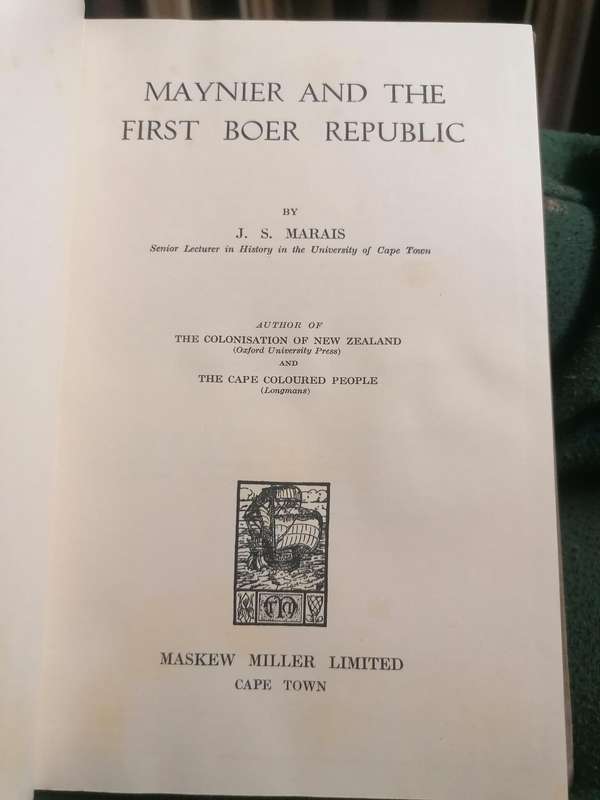 MAYNIER AND THE
FIRST BOER REPUBLIC
BY
J. S. MARAIS
Senior Lecturer in History in the University of Cape Town
AUTHOR OF
THE COLONISATION OF NEW ZEALAND
(Oxford University Press)
AND
THE CAPE COLOURED PEOPLE
(Longmans)
MASKEW MILLER LIMITED
CAPE TOWN